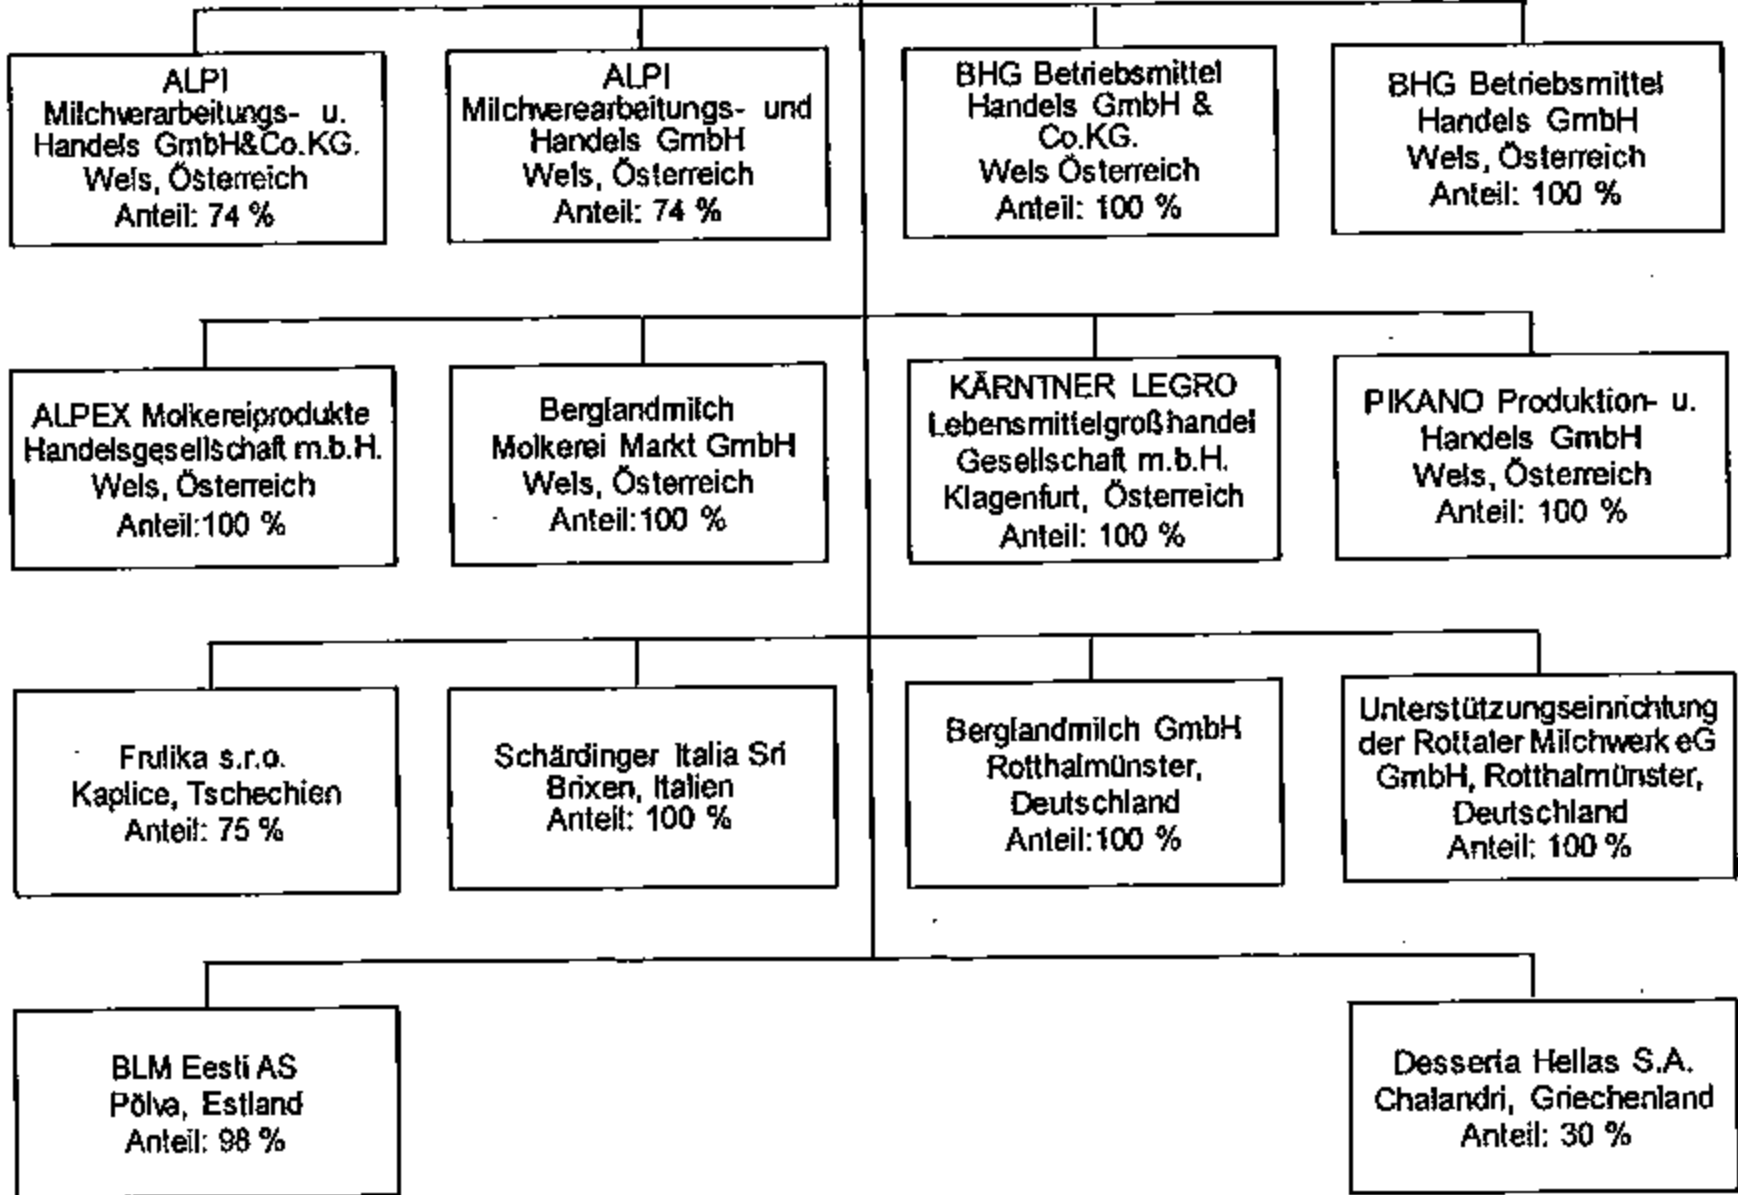 ALPI
Milchverarbeitungs- u.
Handels GmbH&Co.KG.
Wels, Österreich
Anteil: 74 %
ALPI
Milchverearbeitungs- und
Handels GmbH
Wels, Österreich
Anteil: 74 %
BHG Betriebsmittel
Handels GmbH &
Co.KG.
Wels Österreich
Anteil: 100 %
BHG Betriebsmittel
Handels GmbH
Wels, Österreich
Anteil: 100 %
ALPEX Molkereiprodukte
Handelsgesellschaft m.b.H.
Wels, Österreich
Anteil:100 %
Berglandmilch
Molkerei Markt GmbH
Wels, Österreich
Anteil:100 %
KÄRNTNER LEGRO
Lebensmittelgroßhandel
Gesellschaft m.b.H.
Klagenfurt, Österreich
Anteil: 100 %
PIKANO Produktion- u.
Handels GmbH
Wels, Österreich
Anteil: 100 %
Frulika s.r.o.
Kaplice, Tschechien
Anteil: 75 %
Schärdinger Italia Srl
Brixen, Italien
Anteil: 100 %
Berglandmilch GmbH
Rotthalmünster,
Deutschland
Anteil:100 %
Unterstützungseinrichtung
der Rottaler Milchwerk eG
GmbH, Rotthalmünster,
Deutschland
Anteil: 100 %
BLM Eesti AS
Põlva, Estland
Anteil: 98 %
Desserta Hellas S.A.
Chalandri, Griechenland
Anteil: 30 %